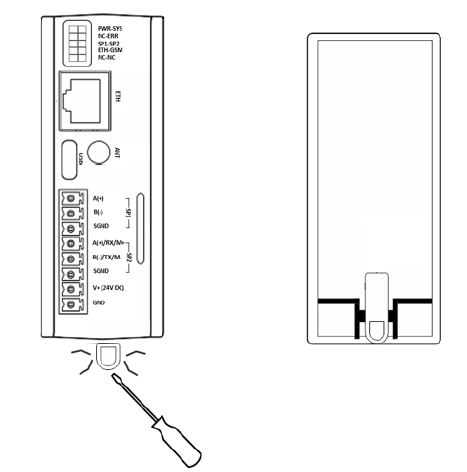 PWR-SYS
NC-ERR
SP1-SP2
ETH-GSM
NC-NC
ETH
USB
ANT
A(+)
B(-)
SGND
SP1
A(+)/RX/M+
B(-)/TX/M-
SGND
SP2
V+(24V DC)
GND